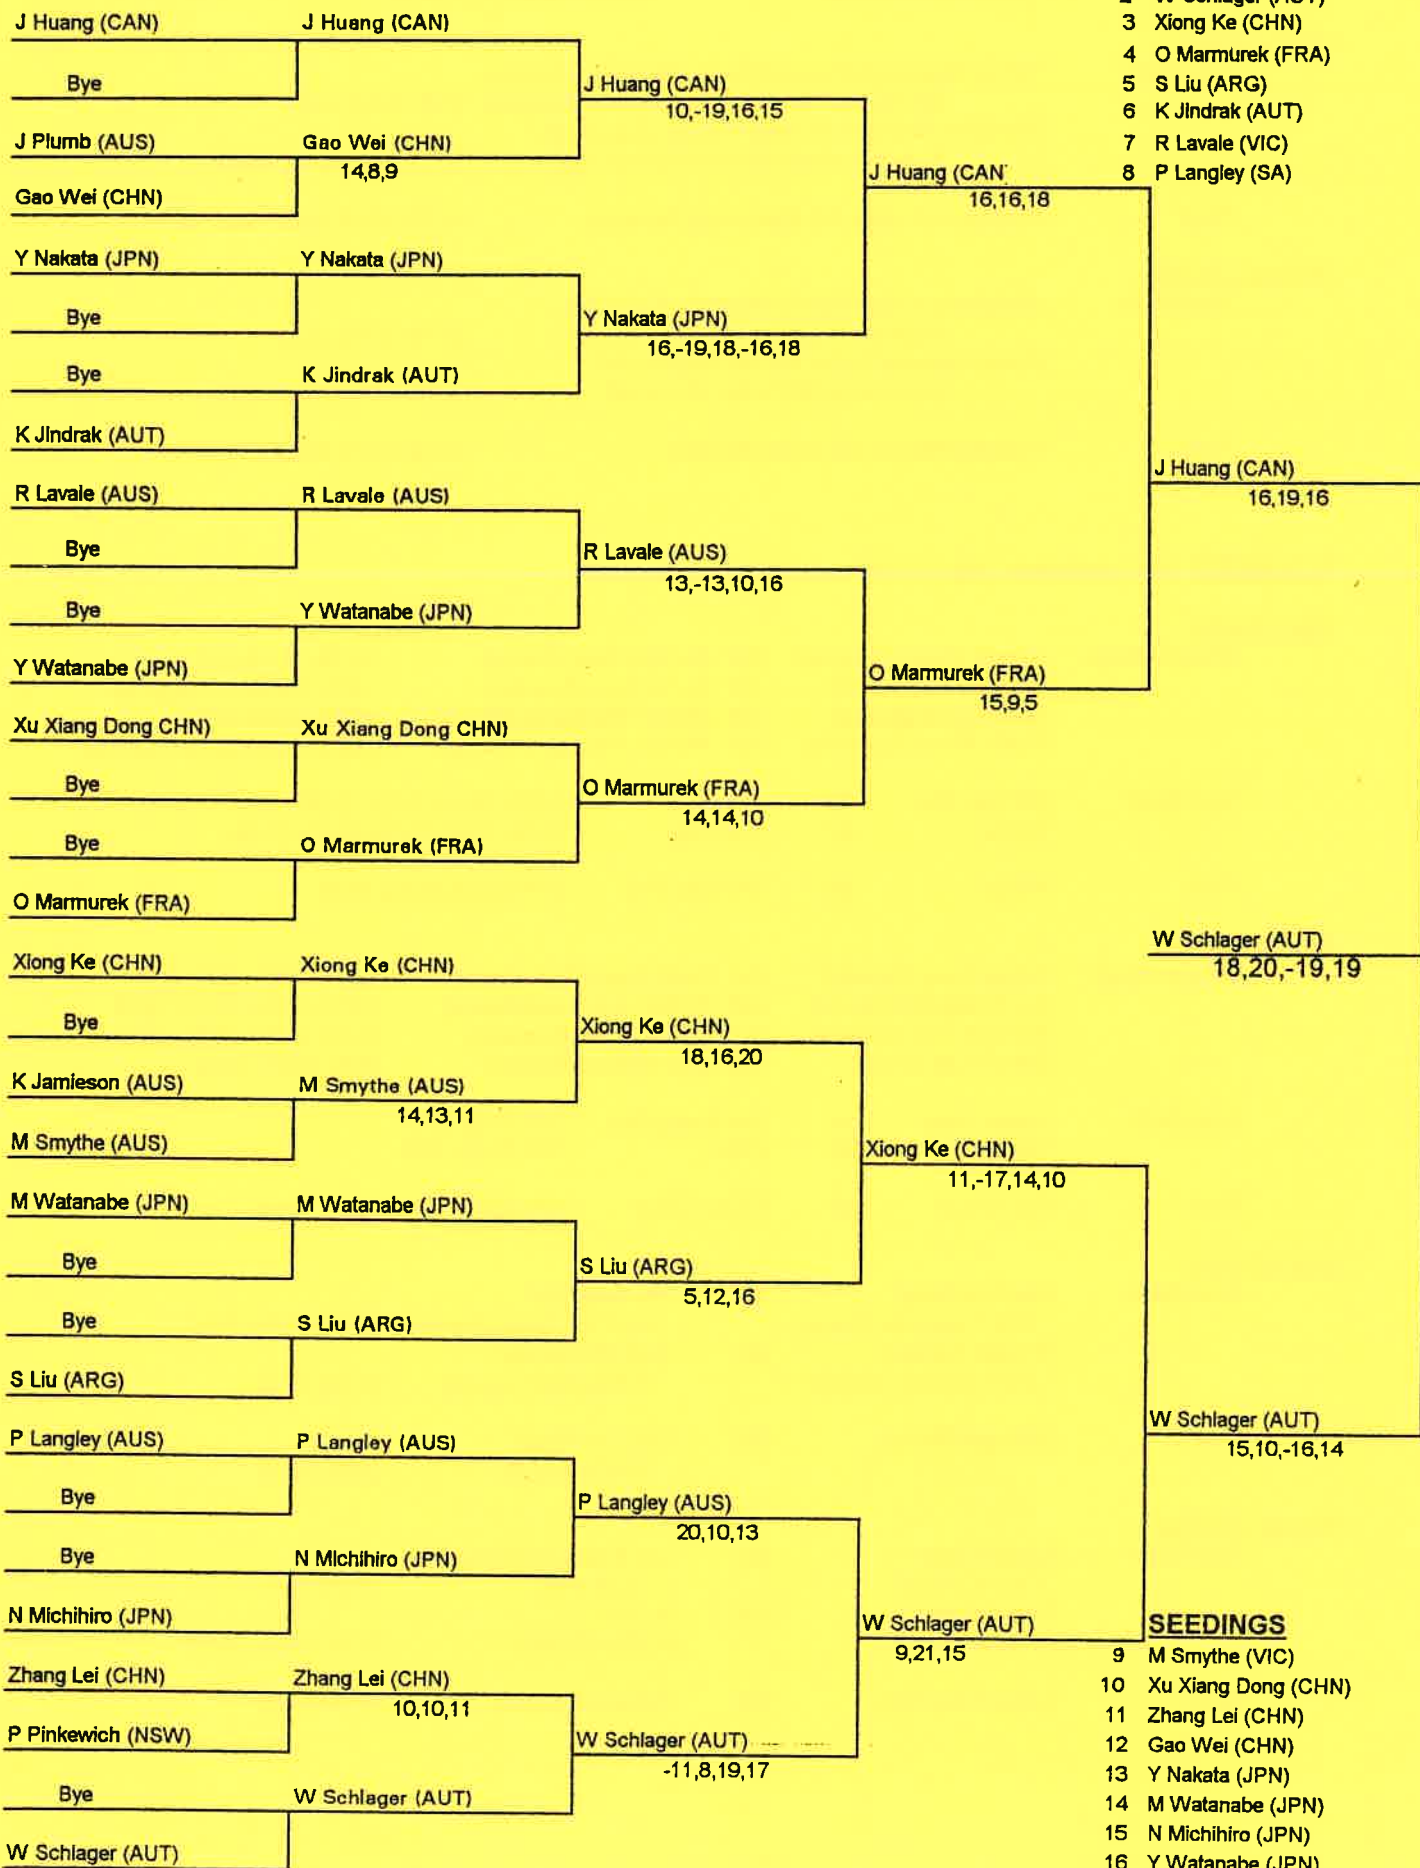 J Huang (CAN)
Bye
J Plumb (AUS)
Gao Wei (CHN)
Y Nakata (JPN)
Bye
Bye
K Jindrak (AUT)
R Lavale (AUS)
Bye
Bye
Y Watanabe (JPN)
Xu Xiang Dong CHN)
Bye
Bye
O Marmurek (FRA)
Xiong Ke (CHN)
Bye
K Jamieson (AUS)
M Smythe (AUS)
M Watanabe (JPN)
Bye
Bye
S Liu (ARG)
P Langley (AUS)
Bye
Bye
N Michihiro (JPN)
Zhang Lei (CHN)
P Pinkewich (NSW)
Bye
W Schlager (AUT)
J Huang (CAN)
Gao Wei (CHN)
14,8,9
Y Nakata (JPN)
K Jindrak (AUT)
R Lavale (AUS)
Y Watanabe (JPN)
Xu Xiang Dong CHN)
O Marmurek (FRA)
Xiong Ke (CHN)
M Smythe (AUS)
14,13,11
M Watanabe (JPN)
S Liu (ARG)
P Langley (AUS)
N Michihiro (JPN)
Zhang Lei (CHN)
10,10,11
W Schlager (AUT)
J Huang (CAN)
10,-19,16,15
Y Nakata (JPN)
16,-19,18,-16,18
R Lavale (AUS)
13,-13,10,16
O Marmurek (FRA)
14,14,10
Xiong Ke (CHN)
18,16,20
S Liu (ARG)
5,12,16
P Langley (AUS)
20,10,13
W Schlager (AUT)
-11,8,19,17
J Huang (CAN
16,16,18
O Marmurek (FRA)
15,9,5
Xiong Ke (CHN)
11,-17,14,10
W Schlager (AUT)
9,21,15
2 W Schlager (AUT)
3 Xiong Ke (CHN)
4 O Marmurek (FRA)
5 S Liu (ARG)
6 K Jindrak (AUT)
7 R Lavale (VIC)
8 P Langley (SA)
J Huang (CAN)
16,19,16
W Schlager (AUT)
18,20,-19,19
W Schlager (AUT)
15,10,-16,14
SEEDINGS
9 M Smythe (VIC)
10 Xu Xiang Dong (CHN)
11 Zhang Lei (CHN)
12 Gao Wei (CHN)
13 Y Nakata (JPN)
14 M Watanabe (JPN)
15 N Michihiro (JPN)
16 Y Watanabe (JPN)